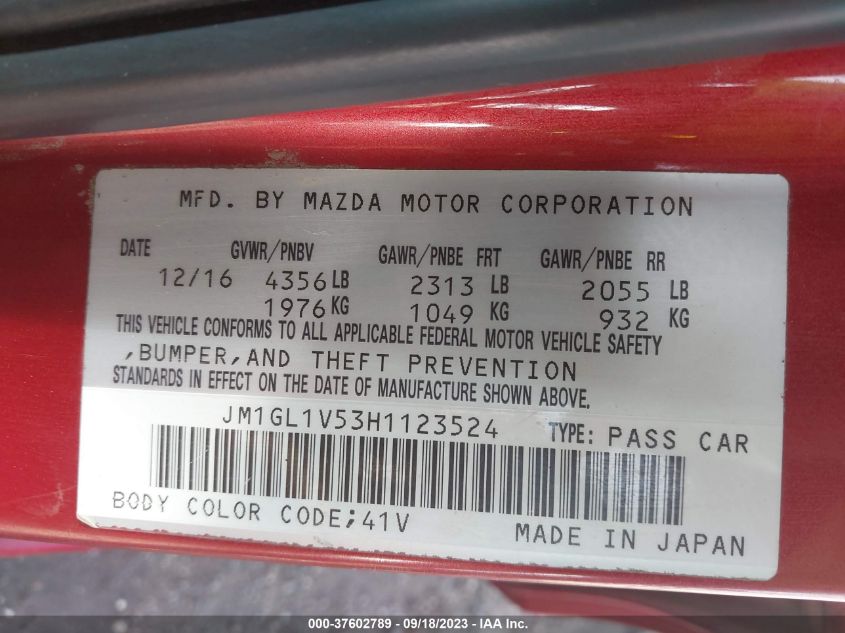 MFD. BY MAZDA MOTOR CORPORATION
DATE GVWR/PNBV GAWR/PNBE FRT GAWR/PNBE RR
12/16 4356 LB 2313 LB 2055 LB
1976 KG 1049 KG 932 KG
THIS VEHICLE CONFORMS TO ALL APPLICABLE FEDERAL MOTOR VEHICLE SAFETY
,BUMPER,AND THEFT PREVENTION
STANDARDS IN EFFECT ON THE DATE OF MANUFACTURE SHOWN ABOVE.
JM1GL1V53H1123524 TYPE: PASS CAR
BODY COLOR CODE;41V
MADE IN JAPAN
000-37602789 - 09/18/2023 - IAA Inc.